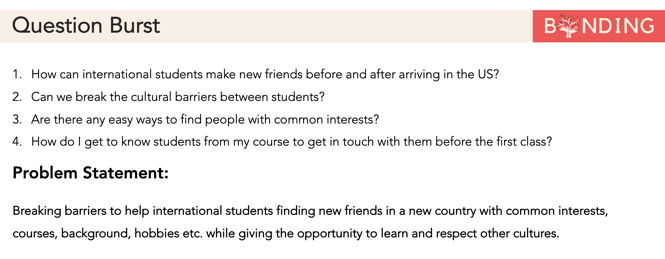 Question Burst
BONDING
1. How can international students make new friends before and after arriving in the US?
2. Can we break the cultural barriers between students?
3. Are there any easy ways to find people with common interests?
4. How do I get to know students from my course to get in touch with them before the first class?
Problem Statement:
Breaking barriers to help international students finding new friends in a new country with common interests,
courses, background, hobbies etc. while giving the opportunity to learn and respect other cultures.